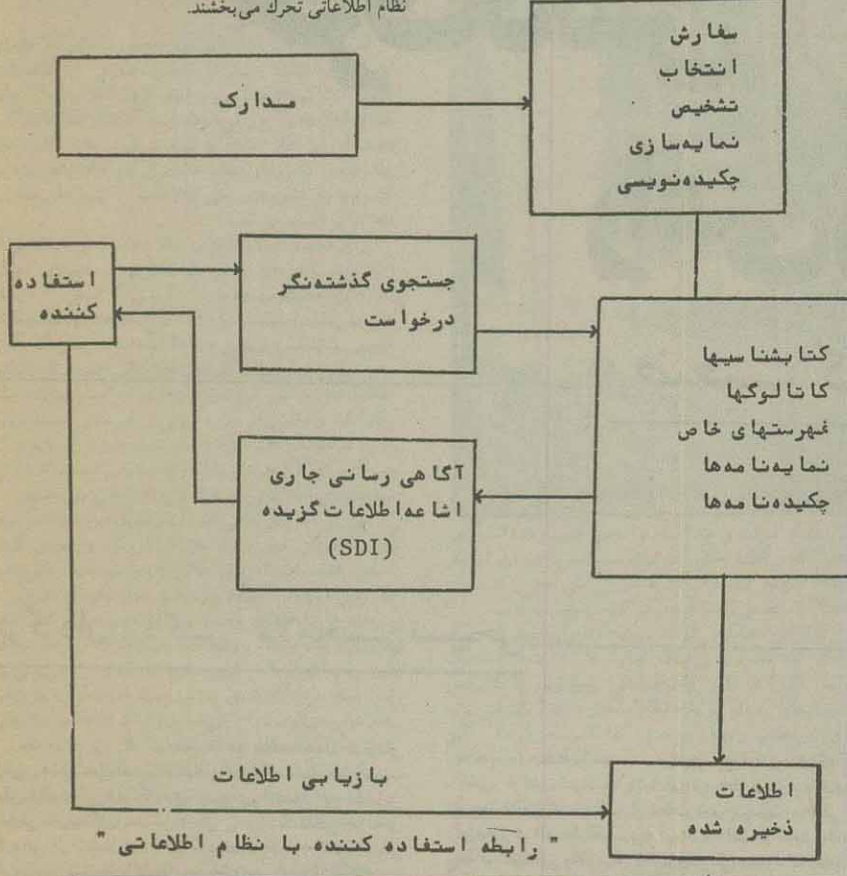 نظام اطلاعاتی تحرك می‌بخشند.
سفارش
انتخاب
تشخیص
نمایه‌سازی
چکیده‌نویسی
مدارک
استفاده
کننده
جستجوی گذشته‌نگر
درخواست
کتابشناسیها
کاتالوگها
فهرستهای خاص
نمایه‌نامه‌ها
چکیده‌نامه‌ها
آگاهی رسانی جاری
اشاعه اطلاعات گزیده
(SDI)
بازیابی اطلاعات
اطلاعات
ذخیره شده
" رابطه استفاده کننده با نظام اطلاعاتی "